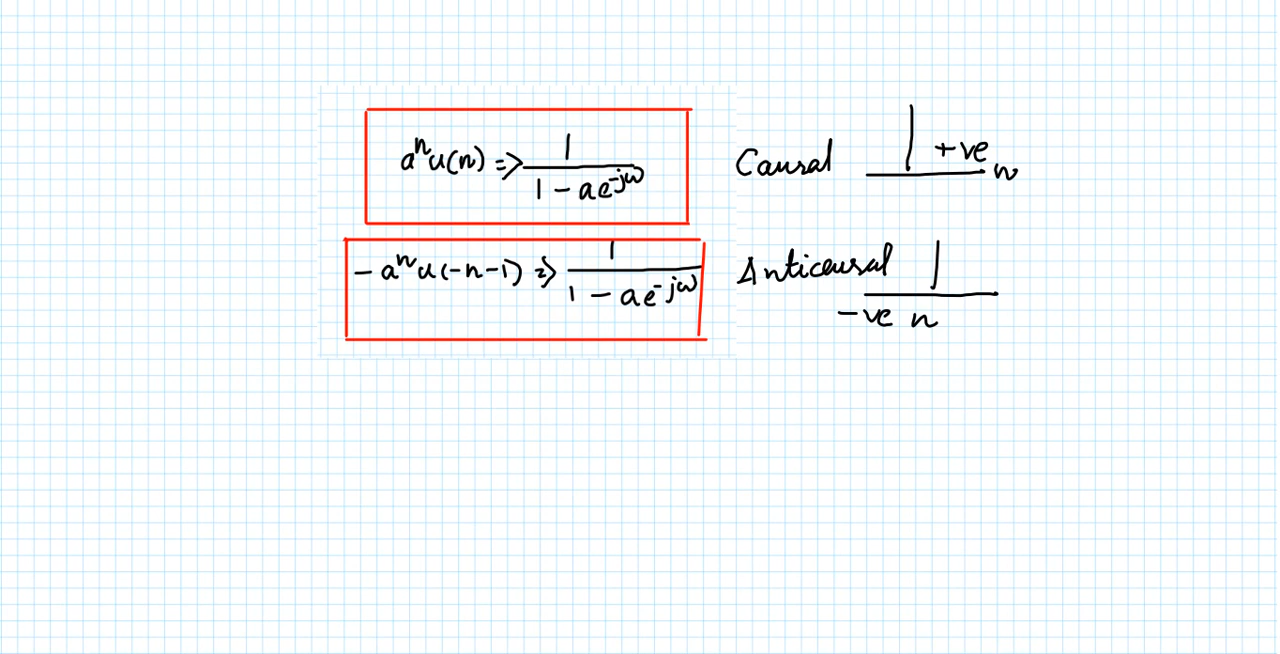 aⁿu(n) => 1/(1 - ae^-jω) Causal +ve n
-aⁿu(-n-1) => 1/(1 - ae^-jω) Anticausal
-ve n